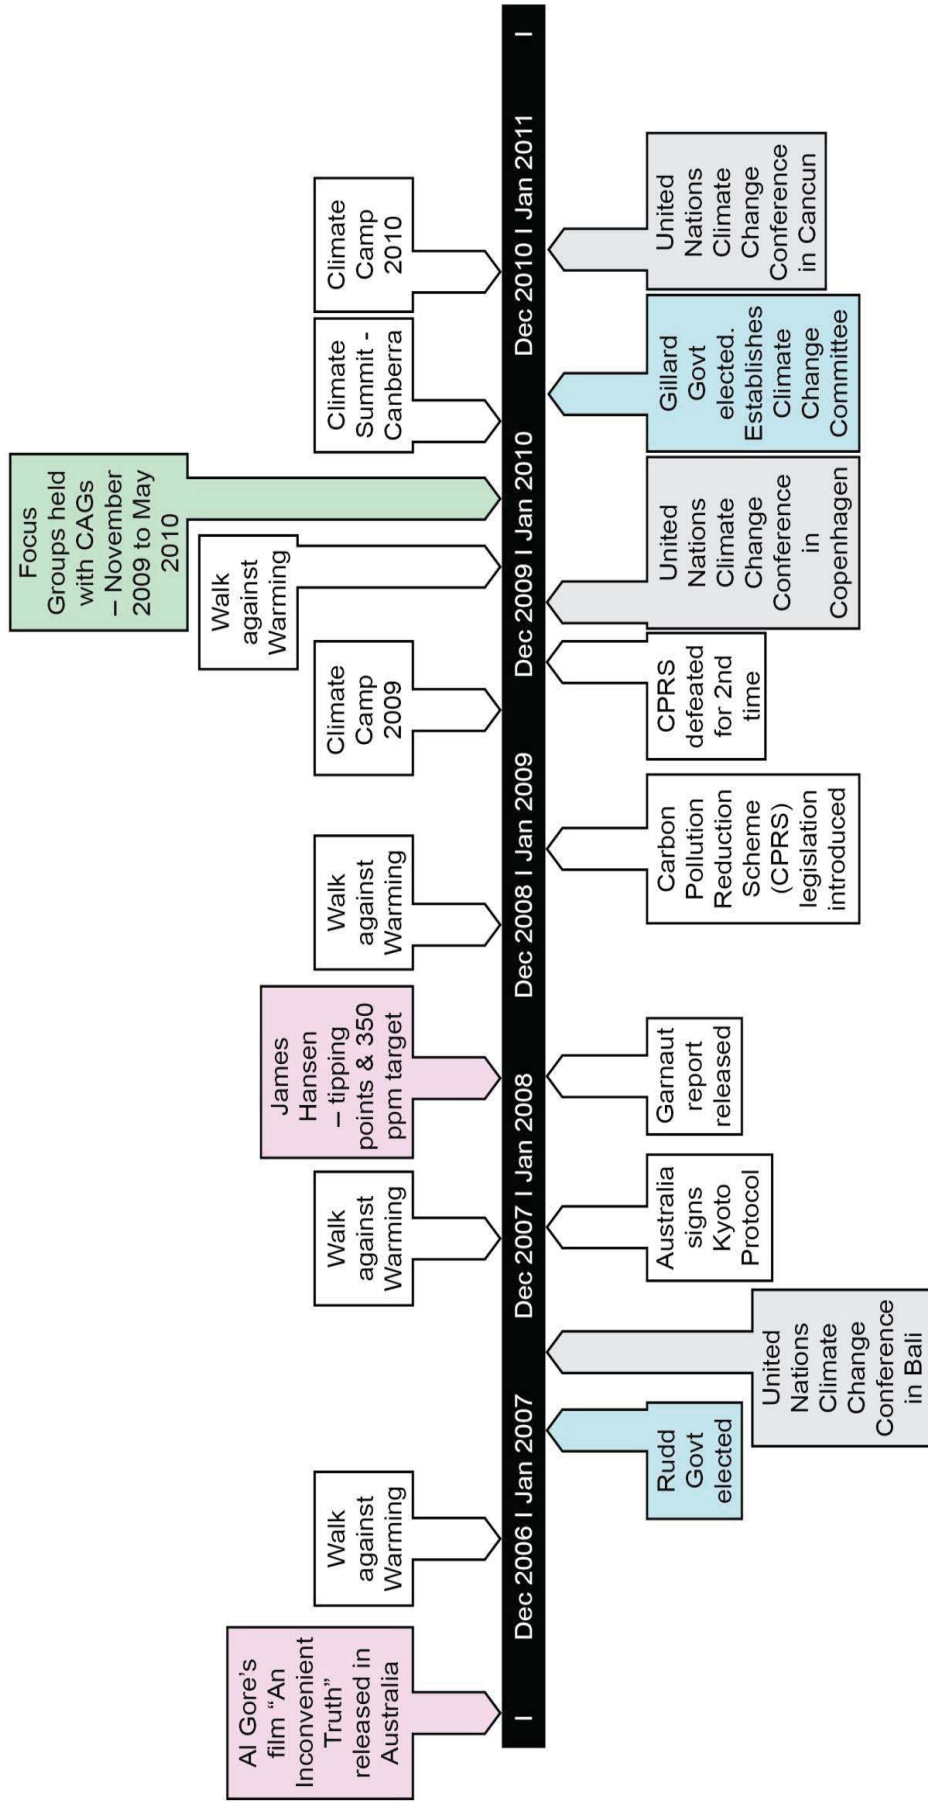 Al Gore's
film "An
Inconvenient
Truth"
released in
Australia
Walk
against
Warming
Walk
against
Warming
James
Hansen
– tipping
points & 350
ppm target
Walk
against
Warming
Climate
Camp
2009
Walk
against
Warming
Focus
Groups held
with CAGs
– November
2009 to May
2010
Climate
Summit -
Canberra
Climate
Camp
2010
I Dec 2006 I Jan 2007 Dec 2007 I Jan 2008 Dec 2008 I Jan 2009 Dec 2009 I Jan 2010 Dec 2010 I Jan 2011 I
Rudd
Govt
elected
United
Nations
Climate
Change
Conference
in Bali
Australia
signs
Kyoto
Protocol
Garnaut
report
released
Carbon
Pollution
Reduction
Scheme
(CPRS)
legislation
introduced
CPRS
defeated
for 2nd
time
United
Nations
Climate
Change
Conference
in
Copenhagen
Gillard
Govt
elected.
Establishes
Climate
Change
Committee
United
Nations
Climate
Change
Conference
in Cancun